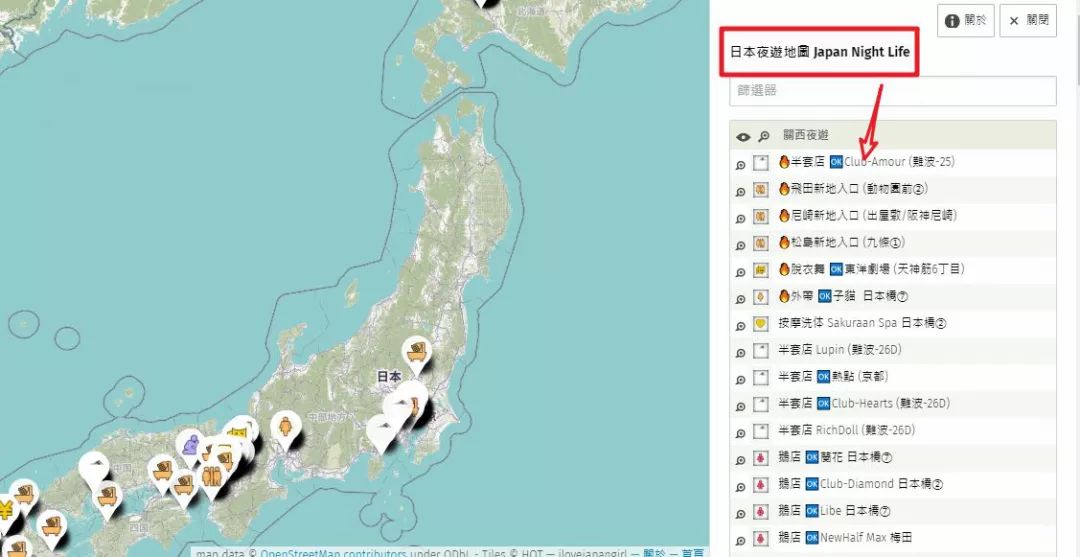 北海道
日本
中部地方
中国
四国
¥
map data © OpenStreetMap contributors under ODbL - Tiles © HOT — ilovejapangirl — 關於 — 首頁
關於
× 關閉
日本夜遊地圖 Japan Night Life
篩選器
關西夜遊
半套店 OK Club-Amour (難波-25)
飛田新地入口 (動物園前②)
尼崎新地入口 (出屋敷/阪神尼崎)
松島新地入口 (九條①)
脫衣舞 OK 東洋劇場 (天神筋6丁目)
外帶 OK 子貓 日本橋⑦
按摩洗体 Sakuraan Spa 日本橋②
半套店 Lupin (難波-26D)
半套店 OK 熱點 (京都)
半套店 OK Club-Hearts (難波-26D)
半套店 RichDoll (難波-26D)
鵝店 OK 蘭花 日本橋⑦
鵝店 OK Club-Diamond 日本橋②
鵝店 OK Libe 日本橋⑦
鵝店 OK NewHalf Max 梅田